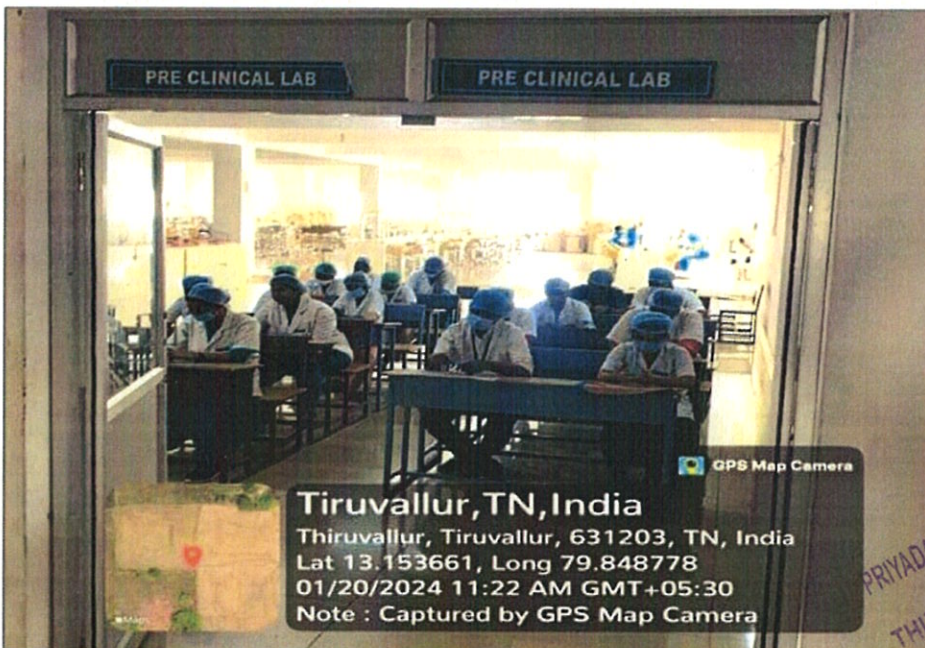 PRE CLINICAL LAB
PRE CLINICAL LAB
GPS Map Camera
Tiruvallur,TN,India
Thiruvallur, Tiruvallur, 631203, TN, India
Lat 13.153661, Long 79.848778
01/20/2024 11:22 AM GMT+05:30
Note : Captured by GPS Map Camera